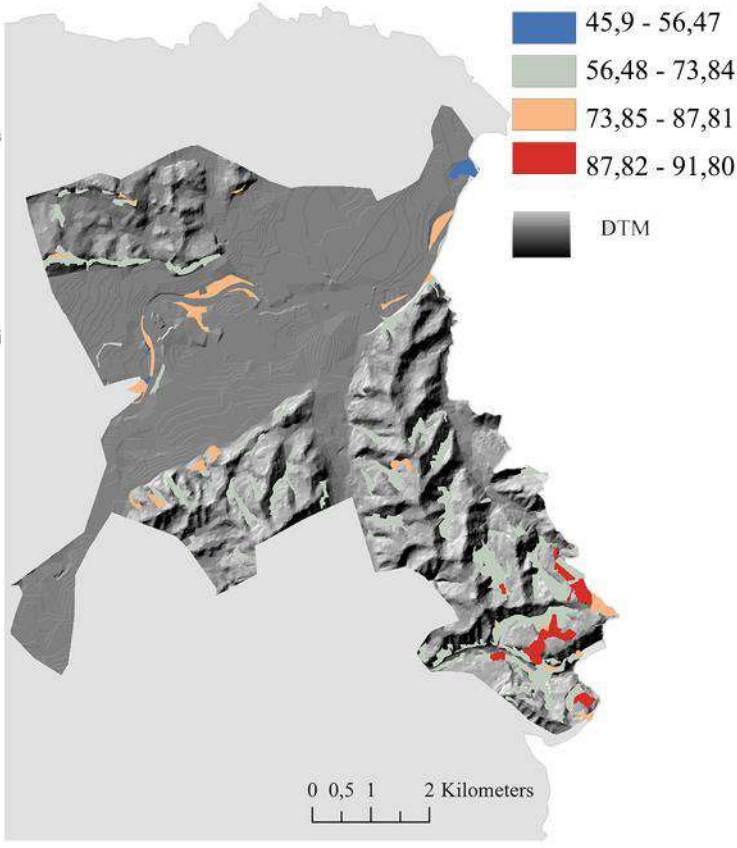 45,9 - 56,47
56,48 - 73,84
73,85 - 87,81
87,82 - 91,80
DTM
0 0,5 1 2 Kilometers